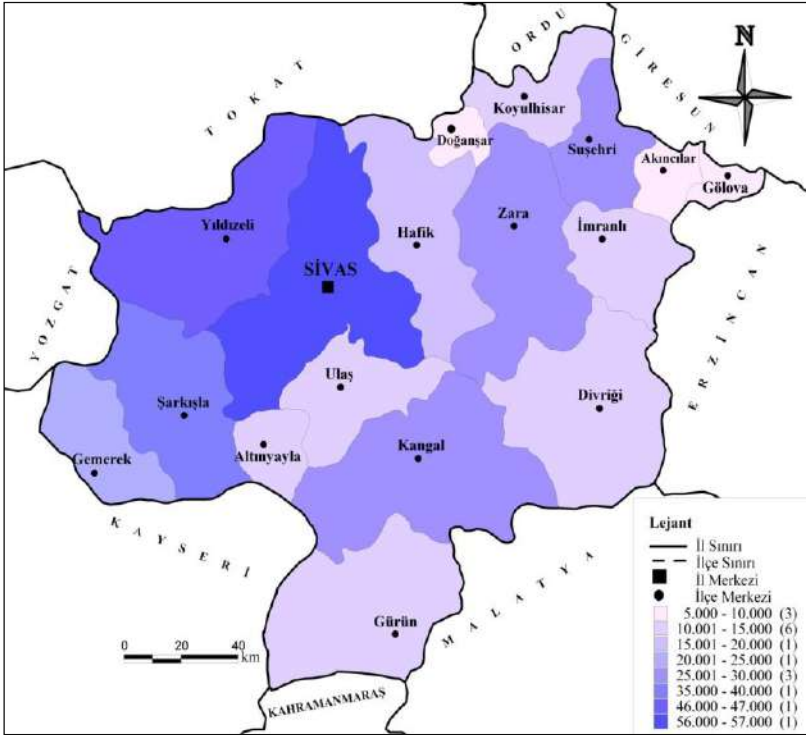 ORDU
GİRESUN
N
TOKAT
Koyulhisar
Doğanşar
Suşehri
Akıncılar
Gölova
Yıldızeli
Hafik
Zara
İmranlı
SİVAS
YOZGAT
ERZİNCAN
Ulaş
Divriği
Şarkışla
Altınyayla
Kangal
Gemerek
KAYSERİ
MALATYA
Gürün
0 20 40
km
KAHRAMANMARAŞ
Lejant
İl Sınırı
İlçe Sınırı
İl Merkezi
İlçe Merkezi
5.000 - 10.000 (3)
10.001 - 15.000 (6)
15.001 - 20.000 (1)
20.001 - 25.000 (1)
25.001 - 30.000 (3)
35.000 - 40.000 (1)
46.000 - 47.000 (1)
56.000 - 57.000 (1)